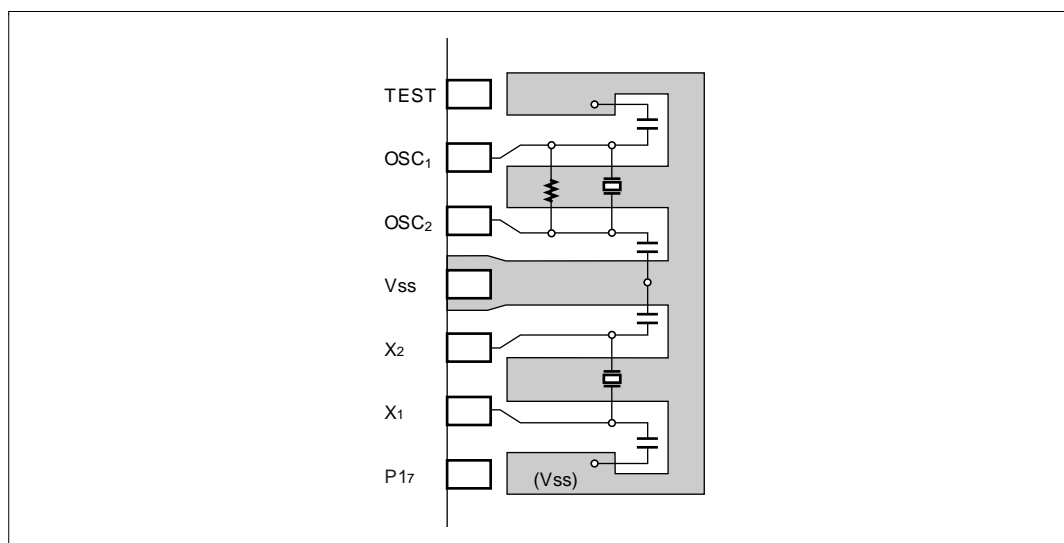 TEST
OSC₁
OSC₂
Vss
X₂
X₁
P1₇
(Vss)